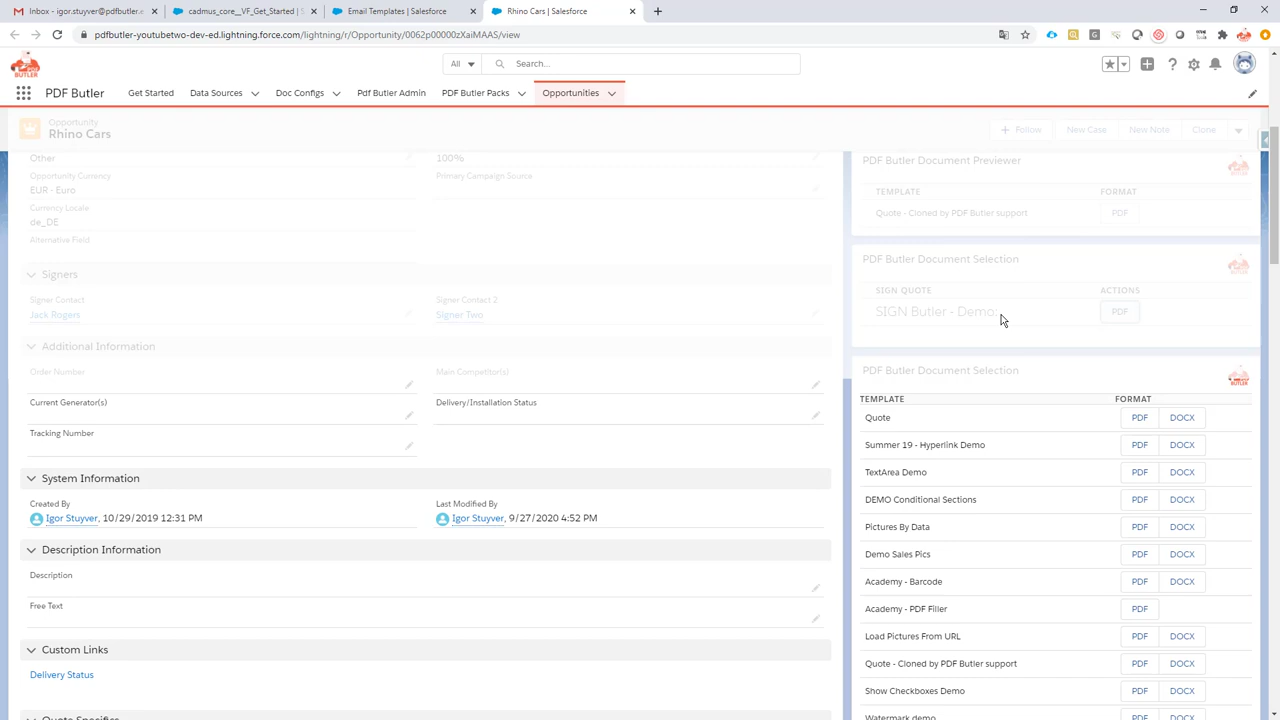 Inbox - igor.stuyver@pdfbutler.
cadmus_core__VF_Get_Started | S
Email Templates | Salesforce
Rhino Cars | Salesforce
pdfbutler-youtubetwo-dev-ed.lightning.force.com/lightning/r/Opportunity/0062p00000zXaiMAAS/view
PDF
BUTLER
All
Search...
PDF Butler
Get Started
Data Sources
Doc Configs
Pdf Butler Admin
PDF Butler Packs
Opportunities
Opportunity
Rhino Cars
Follow
New Case
New Note
Clone
Other
100%
Opportunity Currency
Primary Campaign Source
EUR - Euro
Currency Locale
de_DE
Alternative Field
Signers
Signer Contact
Signer Contact 2
Jack Rogers
Signer Two
Additional Information
Order Number
Main Competitor(s)
Current Generator(s)
Delivery/Installation Status
Tracking Number
System Information
Created By
Last Modified By
Igor Stuyver, 10/29/2019 12:31 PM
Igor Stuyver, 9/27/2020 4:52 PM
Description Information
Description
Free Text
Custom Links
Delivery Status
Quote Specifics
PDF Butler Document Previewer
TEMPLATE
FORMAT
Quote - Cloned by PDF Butler support
PDF
PDF Butler Document Selection
SIGN QUOTE
ACTIONS
SIGN Butler - Demo
PDF
PDF Butler Document Selection
TEMPLATE
FORMAT
Quote
PDF
DOCX
Summer 19 - Hyperlink Demo
PDF
DOCX
TextArea Demo
PDF
DOCX
DEMO Conditional Sections
PDF
DOCX
Pictures By Data
PDF
DOCX
Demo Sales Pics
PDF
DOCX
Academy - Barcode
PDF
DOCX
Academy - PDF Filler
PDF
Load Pictures From URL
PDF
DOCX
Quote - Cloned by PDF Butler support
PDF
DOCX
Show Checkboxes Demo
PDF
DOCX
Watermark demo
PDF
DOCX